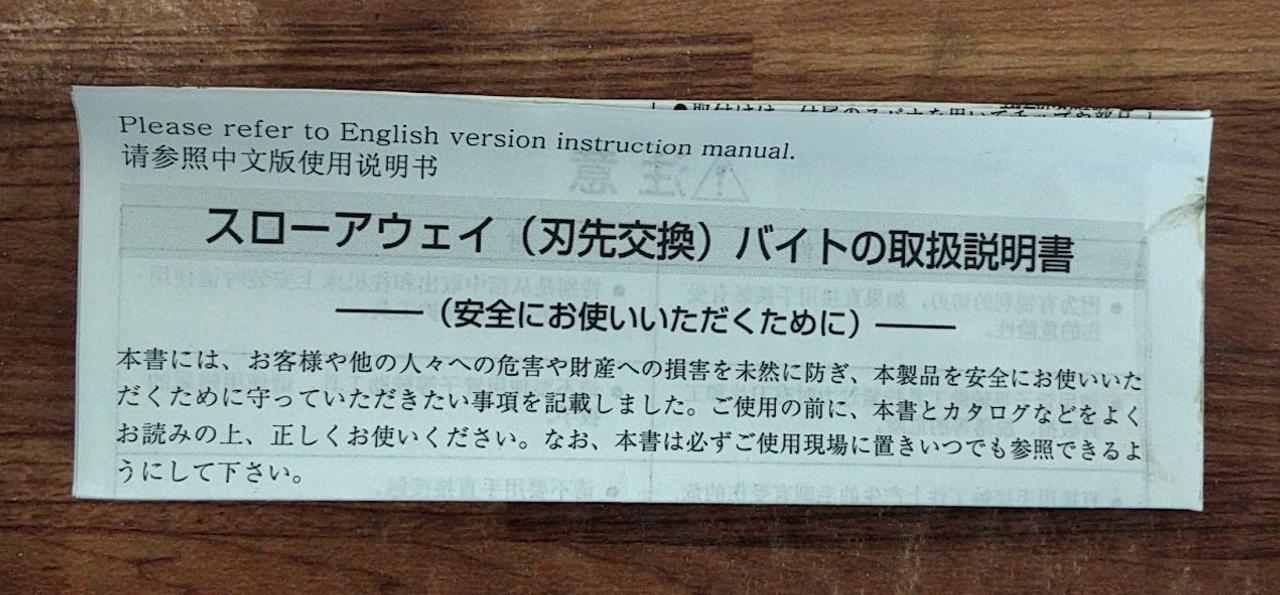 Please refer to English version instruction manual.
请参照中文版使用说明书
スローアウェイ（刃先交換）バイトの取扱説明書
（安全にお使いいただくために）
本書には、お客様や他の人々への危害や財産への損害を未然に防ぎ、本製品を安全にお使いいた
だくために守っていただきたい事項を記載しました。ご使用の前に、本書とカタログなどをよく
お読みの上、正しくお使いください。なお、本書は必ずご使用現場に置きいつでも参照できるよ
うにして下さい。